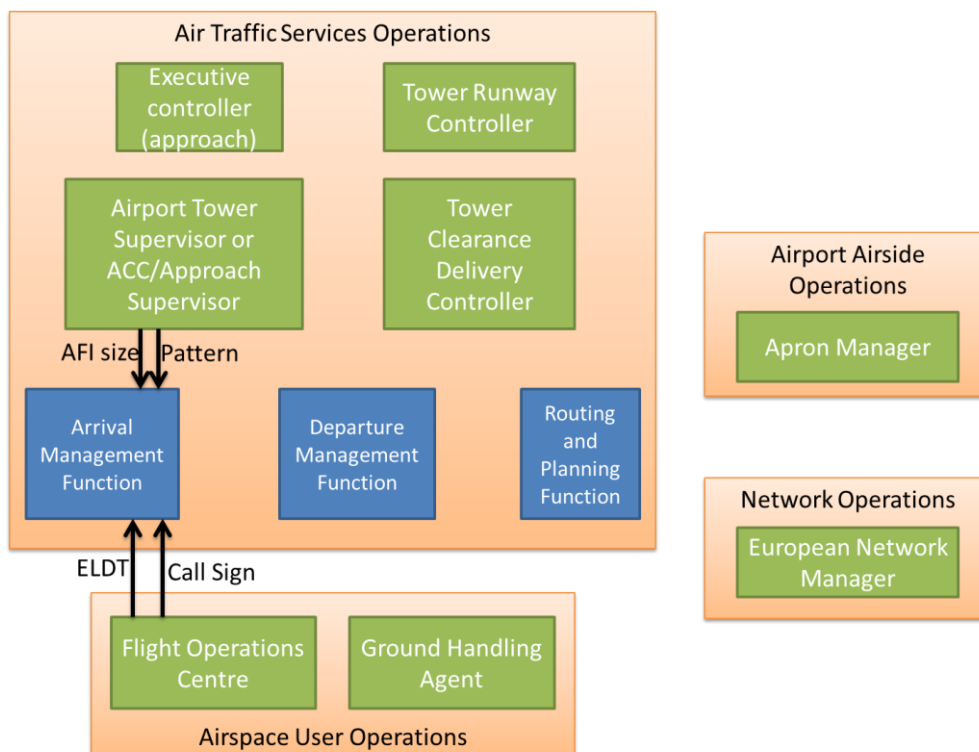 Air Traffic Services Operations
Executive
controller
(approach)
Tower Runway
Controller
Airport Tower
Supervisor or
ACC/Approach
Supervisor
Tower
Clearance
Delivery
Controller
AFI size
Pattern
Arrival
Management
Function
Departure
Management
Function
Routing
and
Planning
Function
ELDT
Call Sign
Flight Operations
Centre
Ground Handling
Agent
Airspace User Operations
Airport Airside
Operations
Apron Manager
Network Operations
European Network
Manager